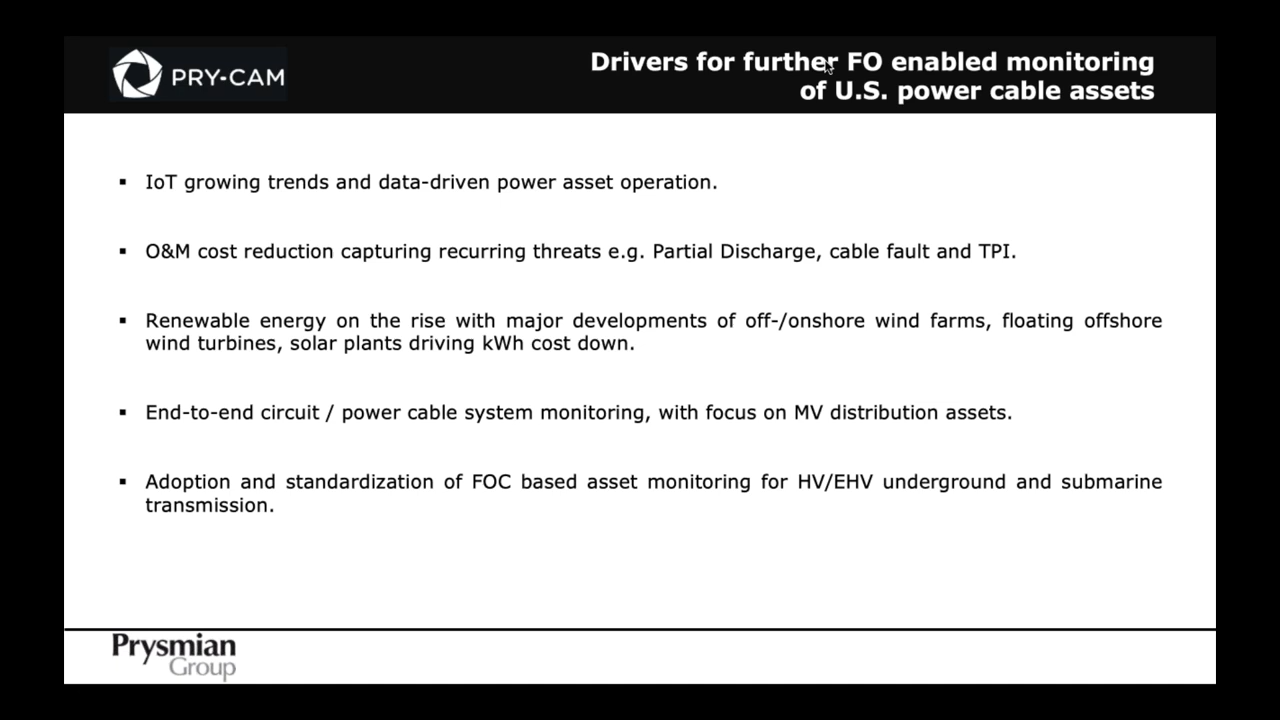 PRY-CAM
Drivers for further FO enabled monitoring
of U.S. power cable assets
▪ IoT growing trends and data-driven power asset operation.
▪ O&M cost reduction capturing recurring threats e.g. Partial Discharge, cable fault and TPI.
▪ Renewable energy on the rise with major developments of off-/onshore wind farms, floating offshore
wind turbines, solar plants driving kWh cost down.
▪ End-to-end circuit / power cable system monitoring, with focus on MV distribution assets.
▪ Adoption and standardization of FOC based asset monitoring for HV/EHV underground and submarine
transmission.
Prysmian
Group